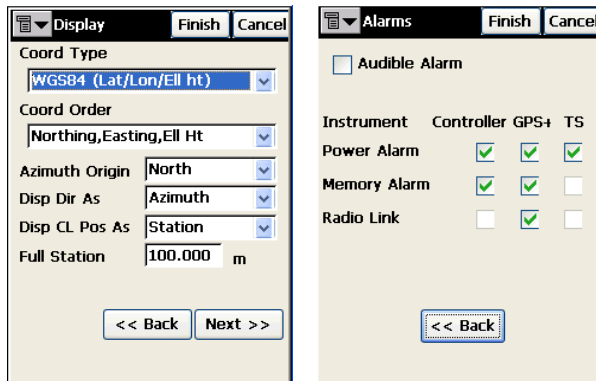 Display Finish Cancel
Coord Type
WGS84 (Lat/Lon/Ell ht)
Coord Order
Northing,Easting,Ell Ht
Azimuth Origin North
Disp Dir As Azimuth
Disp CL Pos As Station
Full Station 100.000 m
<< Back Next >>
Alarms Finish Cancel
Audible Alarm
Instrument Controller GPS+ TS
Power Alarm
Memory Alarm
Radio Link
<< Back